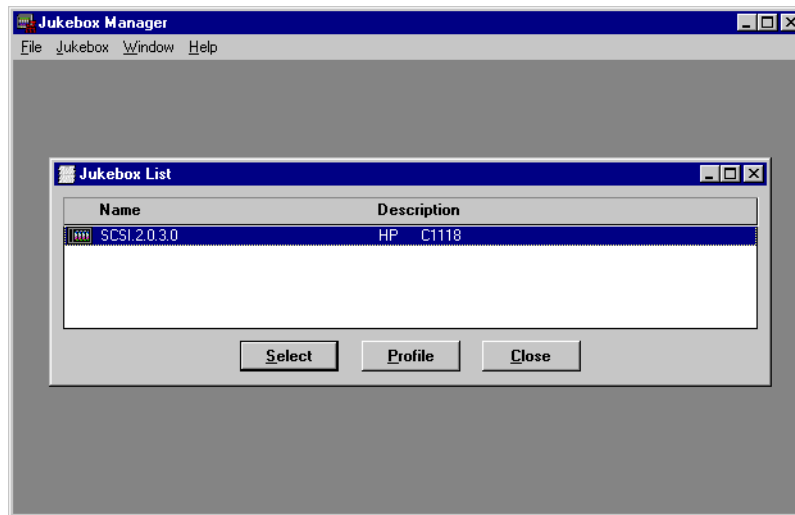 Jukebox Manager
File Jukebox Window Help
Jukebox List
Name Description
SCSI.2.0.3.0 HP C1118
Select Profile Close